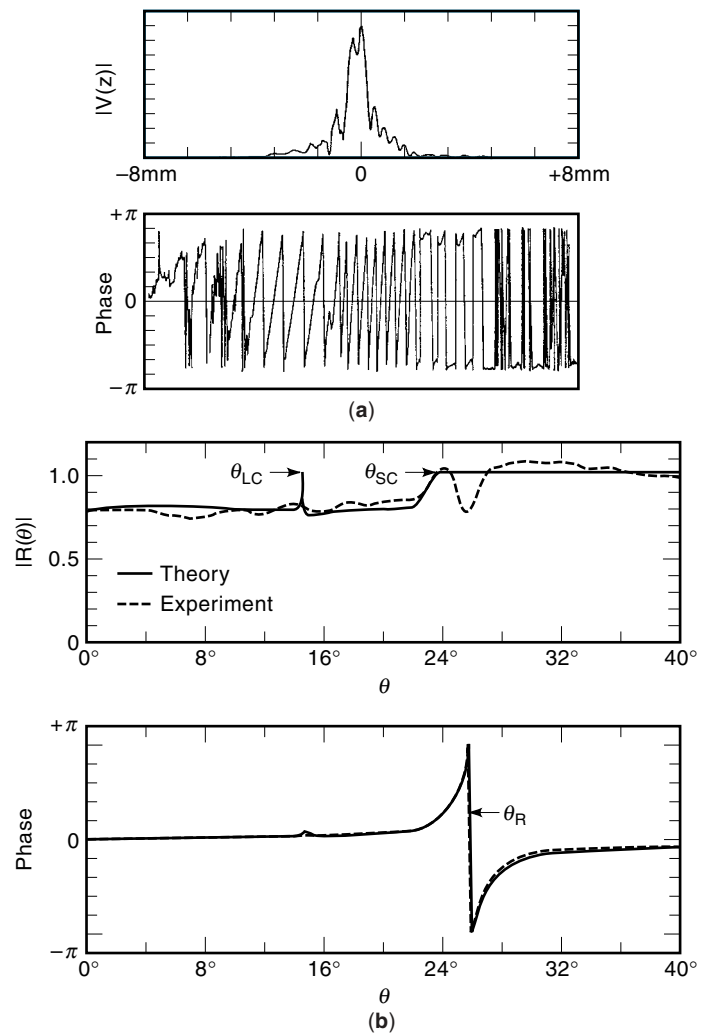 |V(z)|
−8mm 0 +8mm
+π
Phase
0
−π
(a)
1.0
θLC
θSC
|R(θ)|
0.5
Theory
Experiment
0
0° 8° 16° 24° 32° 40°
θ
+π
Phase
0
θR
−π
0° 8° 16° 24° 32° 40°
θ
(b)